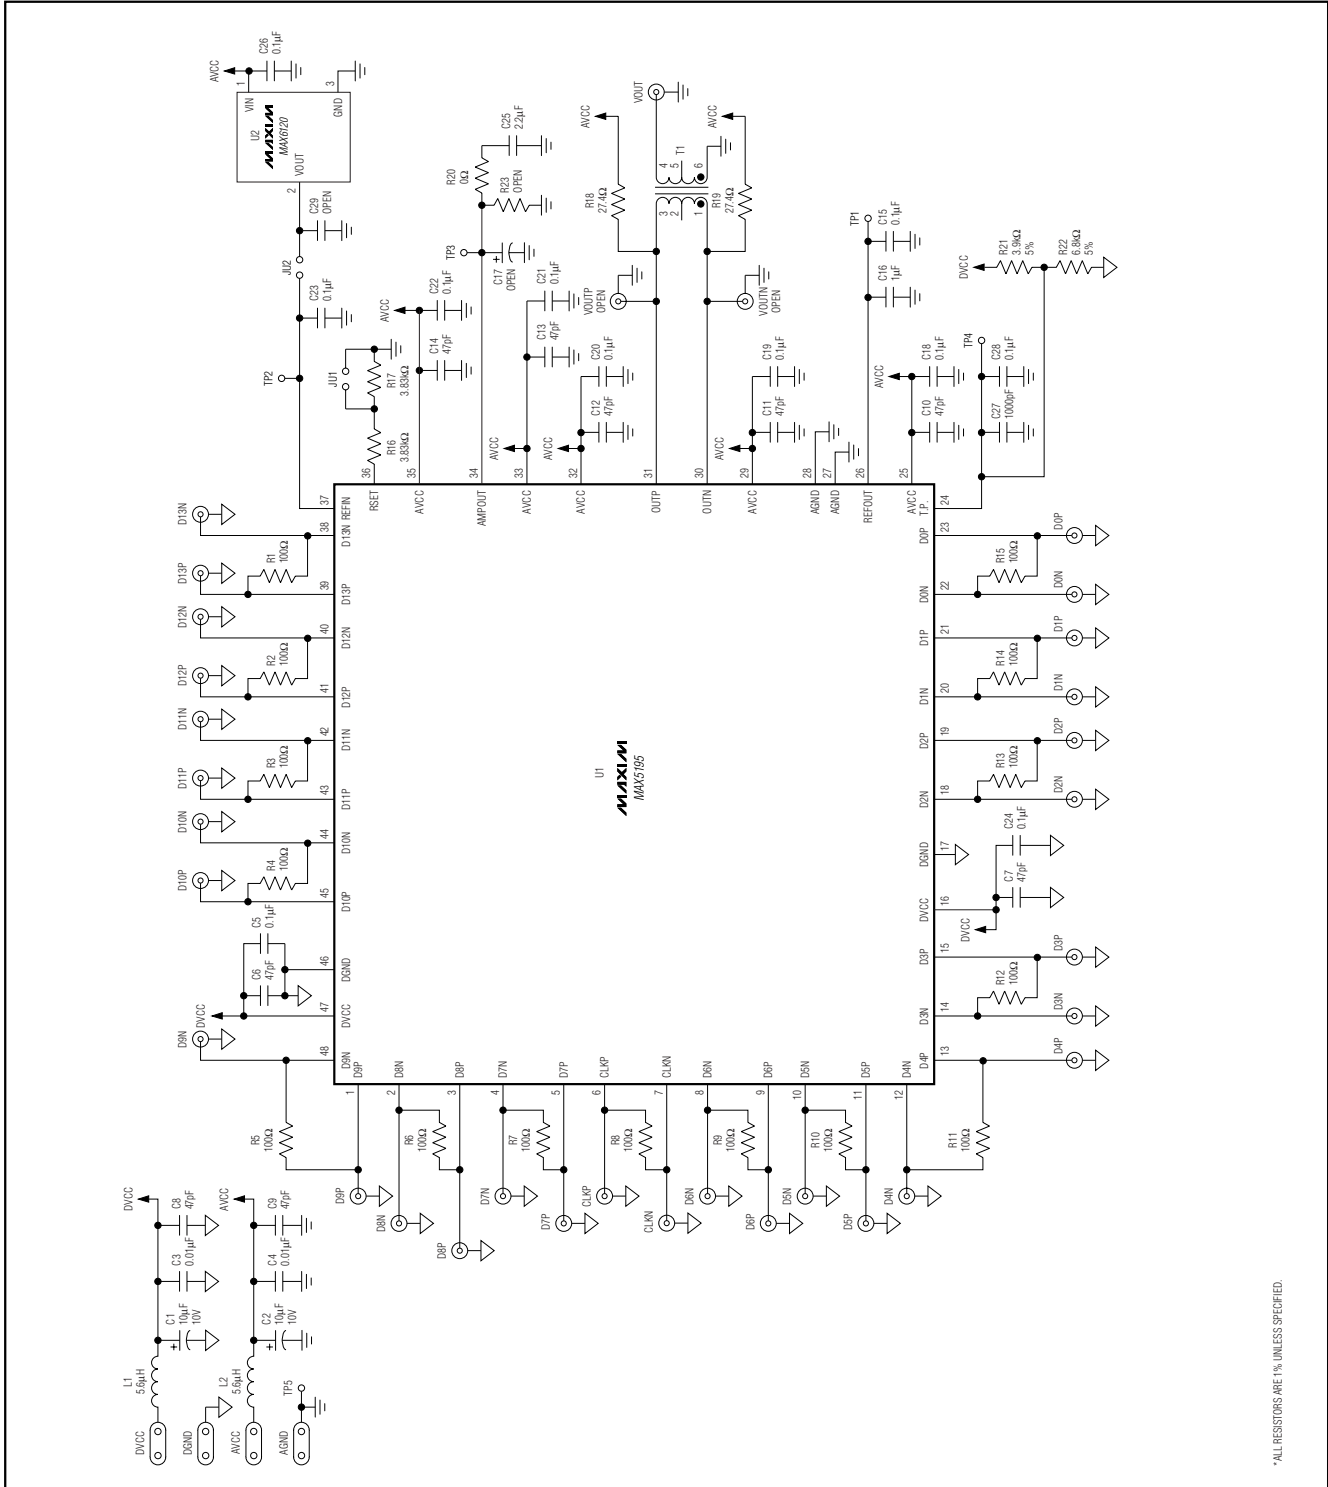 AVCC
C26
0.1µF
1
3
VIN
GND
U2
MAXIM
MAX6120
VOUT
2
C29
OPEN
JU2
C23
0.1µF
TP2
JU1
R17
3.83kΩ
R16
3.83kΩ
AVCC
C22
0.1µF
C14
47pF
R20
0Ω
C25
2.2µF
R23
OPEN
TP3
+
C17
OPEN
C21
0.1µF
C13
47pF
AVCC
C20
0.1µF
C12
47pF
AVCC
VOUT
AVCC
AVCC
R18
27.4Ω
4
5
6
T1
3
2
1
R19
27.4Ω
VOUTP
OPEN
VOUTN
OPEN
C19
0.1µF
C11
47pF
AVCC
TP1
C15
0.1µF
C16
1µF
AVCC
C18
0.1µF
C10
47pF
DVCC
R21
3.9kΩ
5%
R22
6.8kΩ
5%
TP4
C28
0.1µF
C27
1000pF
37
REFIN
36
RSET
35
AVCC
34
AMPOUT
33
AVCC
32
AVCC
31
OUTP
30
OUTN
29
AVCC
28
AGND
27
AGND
26
REFOUT
25
AVCC
24
T.P.
D13N
38
D13N
R1
100Ω
D13P
39
D13P
D12N
40
D12N
R2
100Ω
D12P
41
D12P
D11N
42
D11N
R3
100Ω
D11P
43
D11P
D10N
44
D10N
R4
100Ω
D10P
45
D10P
C5
0.1µF
C6
47pF
46
DGND
DVCC
47
DVCC
D9N
48
D9N
U1
MAXIM
MAX5195
23
D0P
D0P
R15
100Ω
22
D0N
D0N
21
D1P
D1P
R14
100Ω
20
D1N
D1N
19
D2P
D2P
R13
100Ω
18
D2N
D2N
17
DGND
C24
0.1µF
C7
47pF
16
DVCC
DVCC
15
D3P
D3P
R12
100Ω
14
D3N
D3N
13
D4P
D4P
D9P
1
D8N
2
D8P
3
D7N
4
D7P
5
CLKP
6
CLKN
7
D6N
8
D6P
9
D5N
10
D5P
11
D4N
12
R5
100Ω
R6
100Ω
R7
100Ω
R8
100Ω
R9
100Ω
R10
100Ω
R11
100Ω
D9P
D8N
D8P
D7N
D7P
CLKP
CLKN
D6N
D6P
D5N
D5P
D4N
DVCC
C8
47pF
C3
0.01µF
+
C1
10µF
10V
L1
5.6µH
DVCC
DGND
AVCC
C9
47pF
C4
0.01µF
+
C2
10µF
10V
L2
5.6µH
AVCC
TP5
AGND
*ALL RESISTORS ARE 1% UNLESS SPECIFIED.